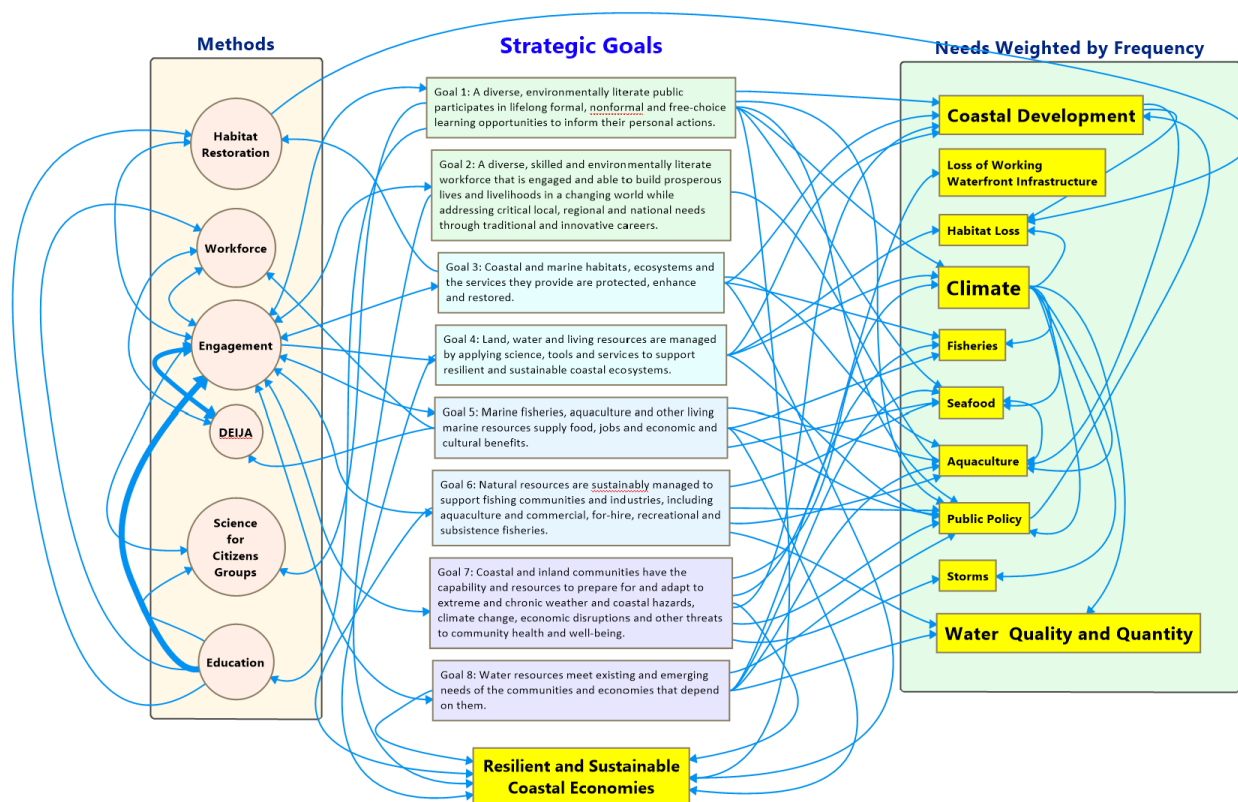 Methods
Strategic Goals
Needs Weighted by Frequency
Habitat
Restoration
Workforce
Engagement
DEIJA
Science
for
Citizens
Groups
Education
Goal 1: A diverse, environmentally literate public
participates in lifelong formal, nonformal and free-choice
learning opportunities to inform their personal actions.
Goal 2: A diverse, skilled and environmentally literate
workforce that is engaged and able to build prosperous
lives and livelihoods in a changing world while
addressing critical local, regional and national needs
through traditional and innovative careers.
Goal 3: Coastal and marine habitats, ecosystems and
the services they provide are protected, enhance
and restored.
Goal 4: Land, water and living resources are managed
by applying science, tools and services to support
resilient and sustainable coastal ecosystems.
Goal 5: Marine fisheries, aquaculture and other living
marine resources supply food, jobs and economic and
cultural benefits.
Goal 6: Natural resources are sustainably managed to
support fishing communities and industries, including
aquaculture and commercial, for-hire, recreational and
subsistence fisheries.
Goal 7: Coastal and inland communities have the
capability and resources to prepare for and adapt to
extreme and chronic weather and coastal hazards,
climate change, economic disruptions and other threats
to community health and well-being.
Goal 8: Water resources meet existing and emerging
needs of the communities and economies that depend
on them.
Resilient and Sustainable
Coastal Economies
Coastal Development
Loss of Working
Waterfront Infrastructure
Habitat Loss
Climate
Fisheries
Seafood
Aquaculture
Public Policy
Storms
Water Quality and Quantity